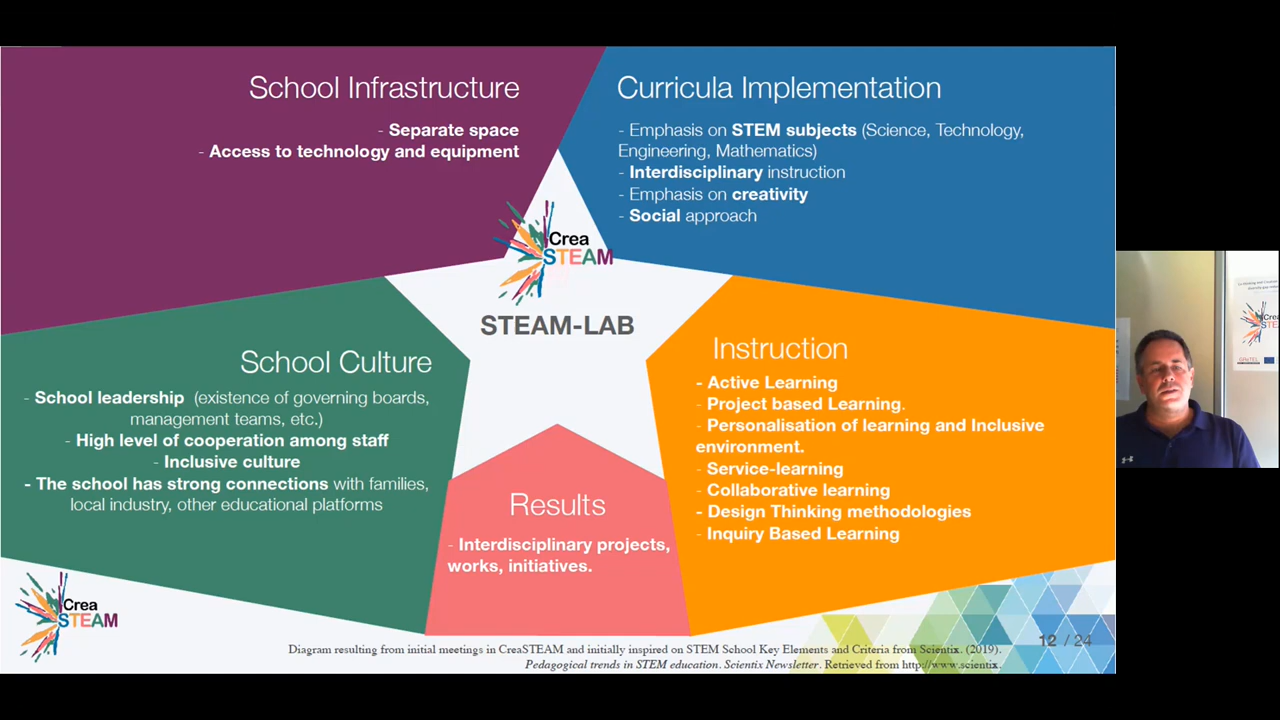 School Infrastructure
- Separate space
- Access to technology and equipment
Curricula Implementation
- Emphasis on STEM subjects (Science, Technology,
Engineering, Mathematics)
- Interdisciplinary instruction
- Emphasis on creativity
- Social approach
Crea
STEAM
STEAM-LAB
School Culture
- School leadership (existence of governing boards,
management teams, etc.)
- High level of cooperation among staff
- Inclusive culture
- The school has strong connections with families,
local industry, other educational platforms
Instruction
- Active Learning
- Project based Learning.
- Personalisation of learning and Inclusive
environment.
- Service-learning
- Collaborative learning
- Design Thinking methodologies
- Inquiry Based Learning
Results
- Interdisciplinary projects,
works, initiatives.
Crea
STEAM
12 / 24
Diagram resulting from initial meetings in CreaSTEAM and initially inspired on STEM School Key Elements and Criteria from Scientix. (2019).
Pedagogical trends in STEM education. Scientix Newsletter. Retrieved from http://www.scientix.
Crea